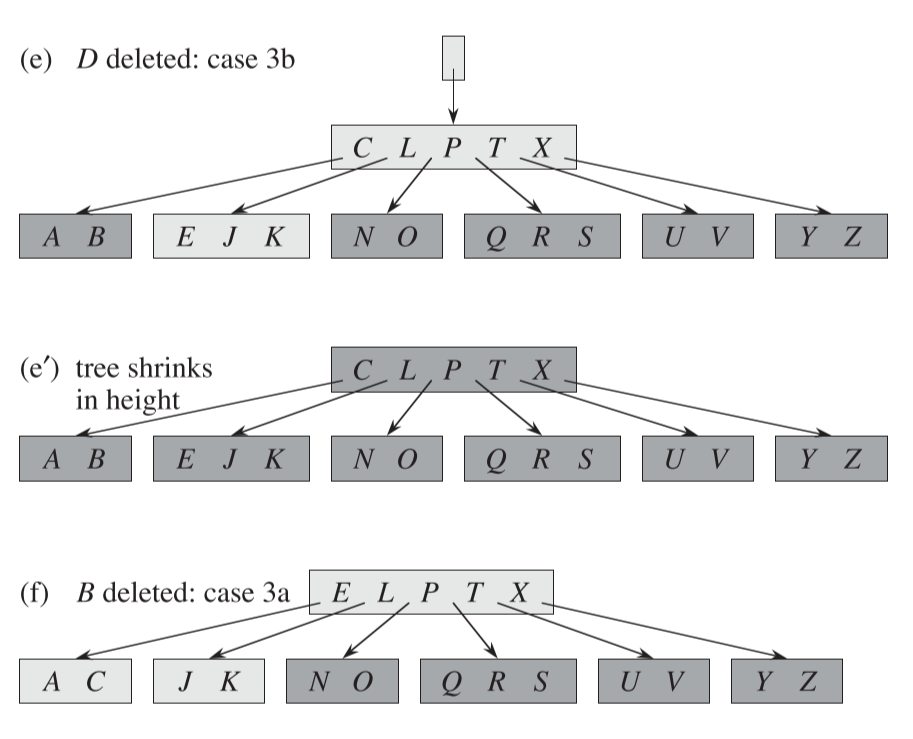 (e) D deleted: case 3b
C L P T X
A B E J K N O Q R S U V Y Z
(e′) tree shrinks
in height
C L P T X
A B E J K N O Q R S U V Y Z
(f) B deleted: case 3a
E L P T X
A C J K N O Q R S U V Y Z